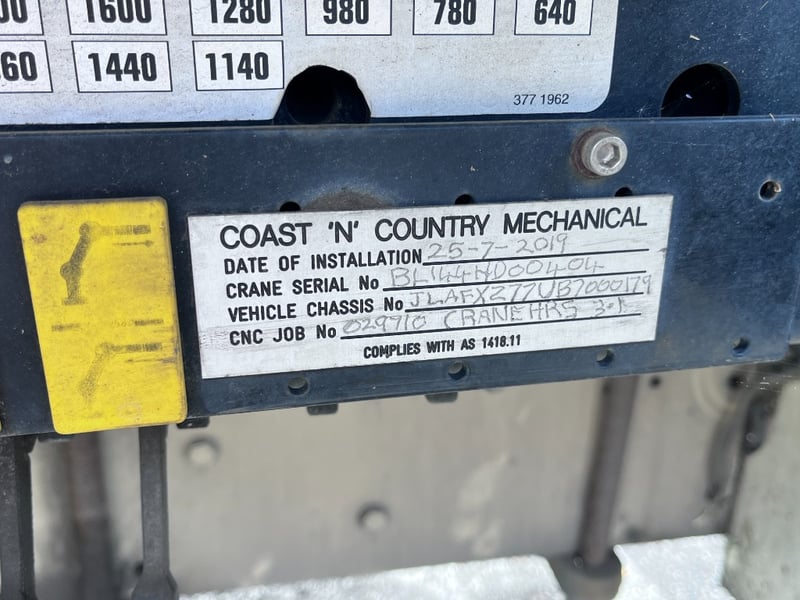 1600 1280 980 780 640
60 1440 1140
377 1962
COAST 'N' COUNTRY MECHANICAL
DATE OF INSTALLATION 25-7-2019
CRANE SERIAL No BL144HD00404
VEHICLE CHASSIS No JLAFXZ77UB7000179
CNC JOB No 029710 CRANE HRS 3.1
COMPLIES WITH AS 1418.11